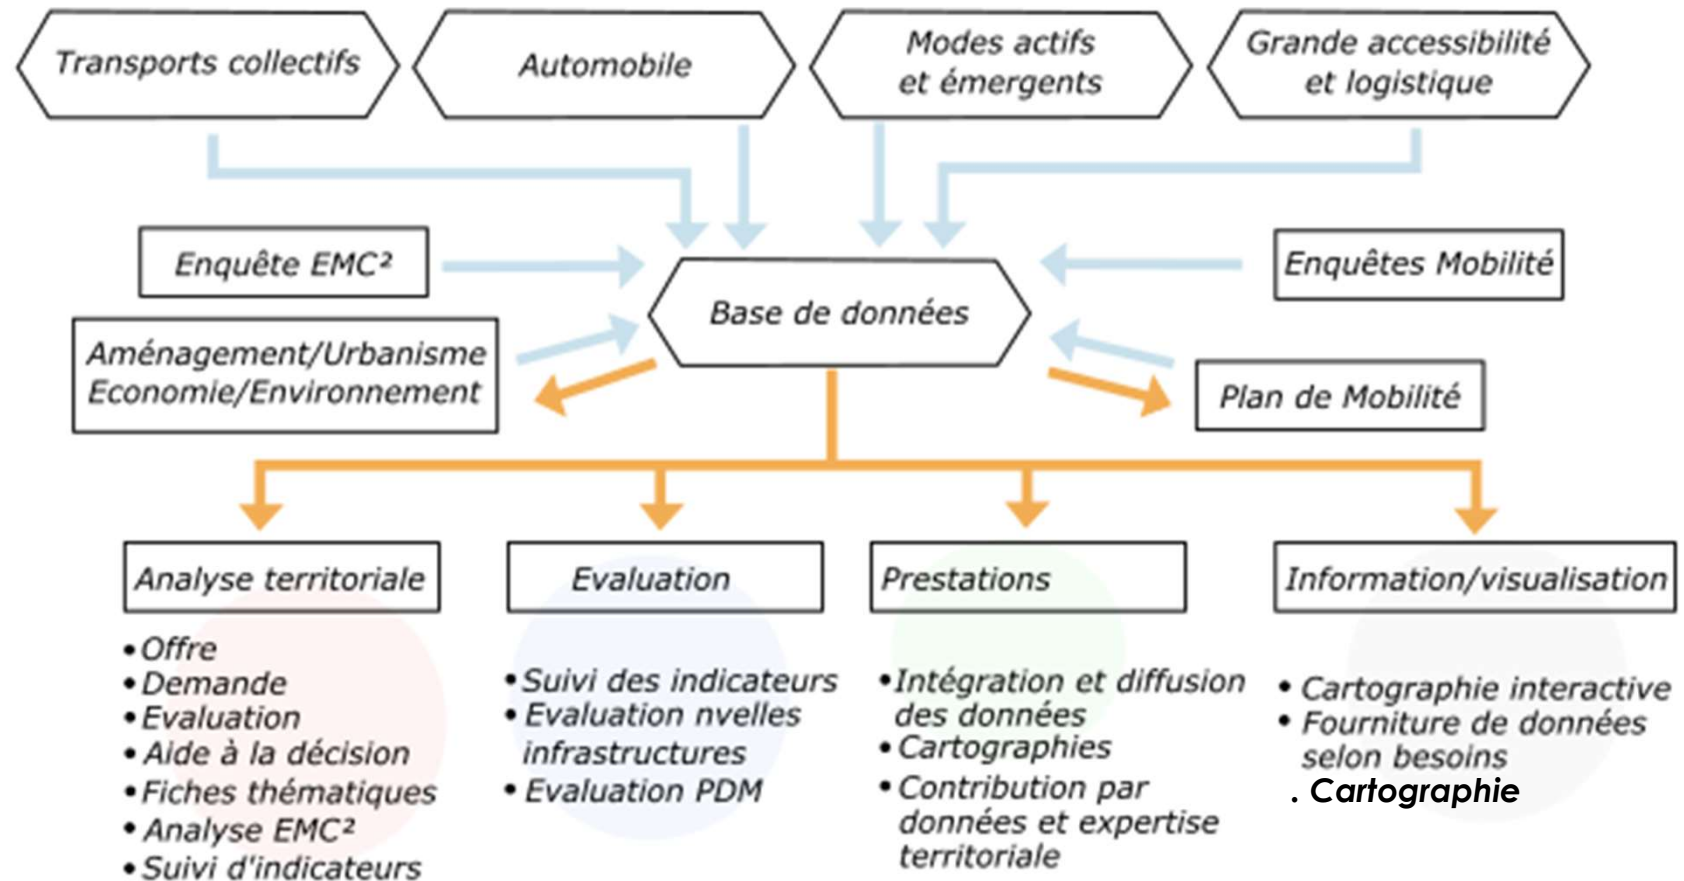 Transports collectifs
Automobile
Modes actifs
et émergents
Grande accessibilité
et logistique
Enquête EMC²
Enquêtes Mobilité
Base de données
Aménagement/Urbanisme
Economie/Environnement
Plan de Mobilité
Analyse territoriale
•Offre
•Demande
•Evaluation
•Aide à la décision
•Fiches thématiques
•Analyse EMC²
•Suivi d'indicateurs
Evaluation
•Suivi des indicateurs
•Evaluation nvelles
infrastructures
•Evaluation PDM
Prestations
•Intégration et diffusion
des données
•Cartographies
•Contribution par
données et expertise
territoriale
Information/visualisation
• Cartographie interactive
• Fourniture de données
selon besoins
. Cartographie